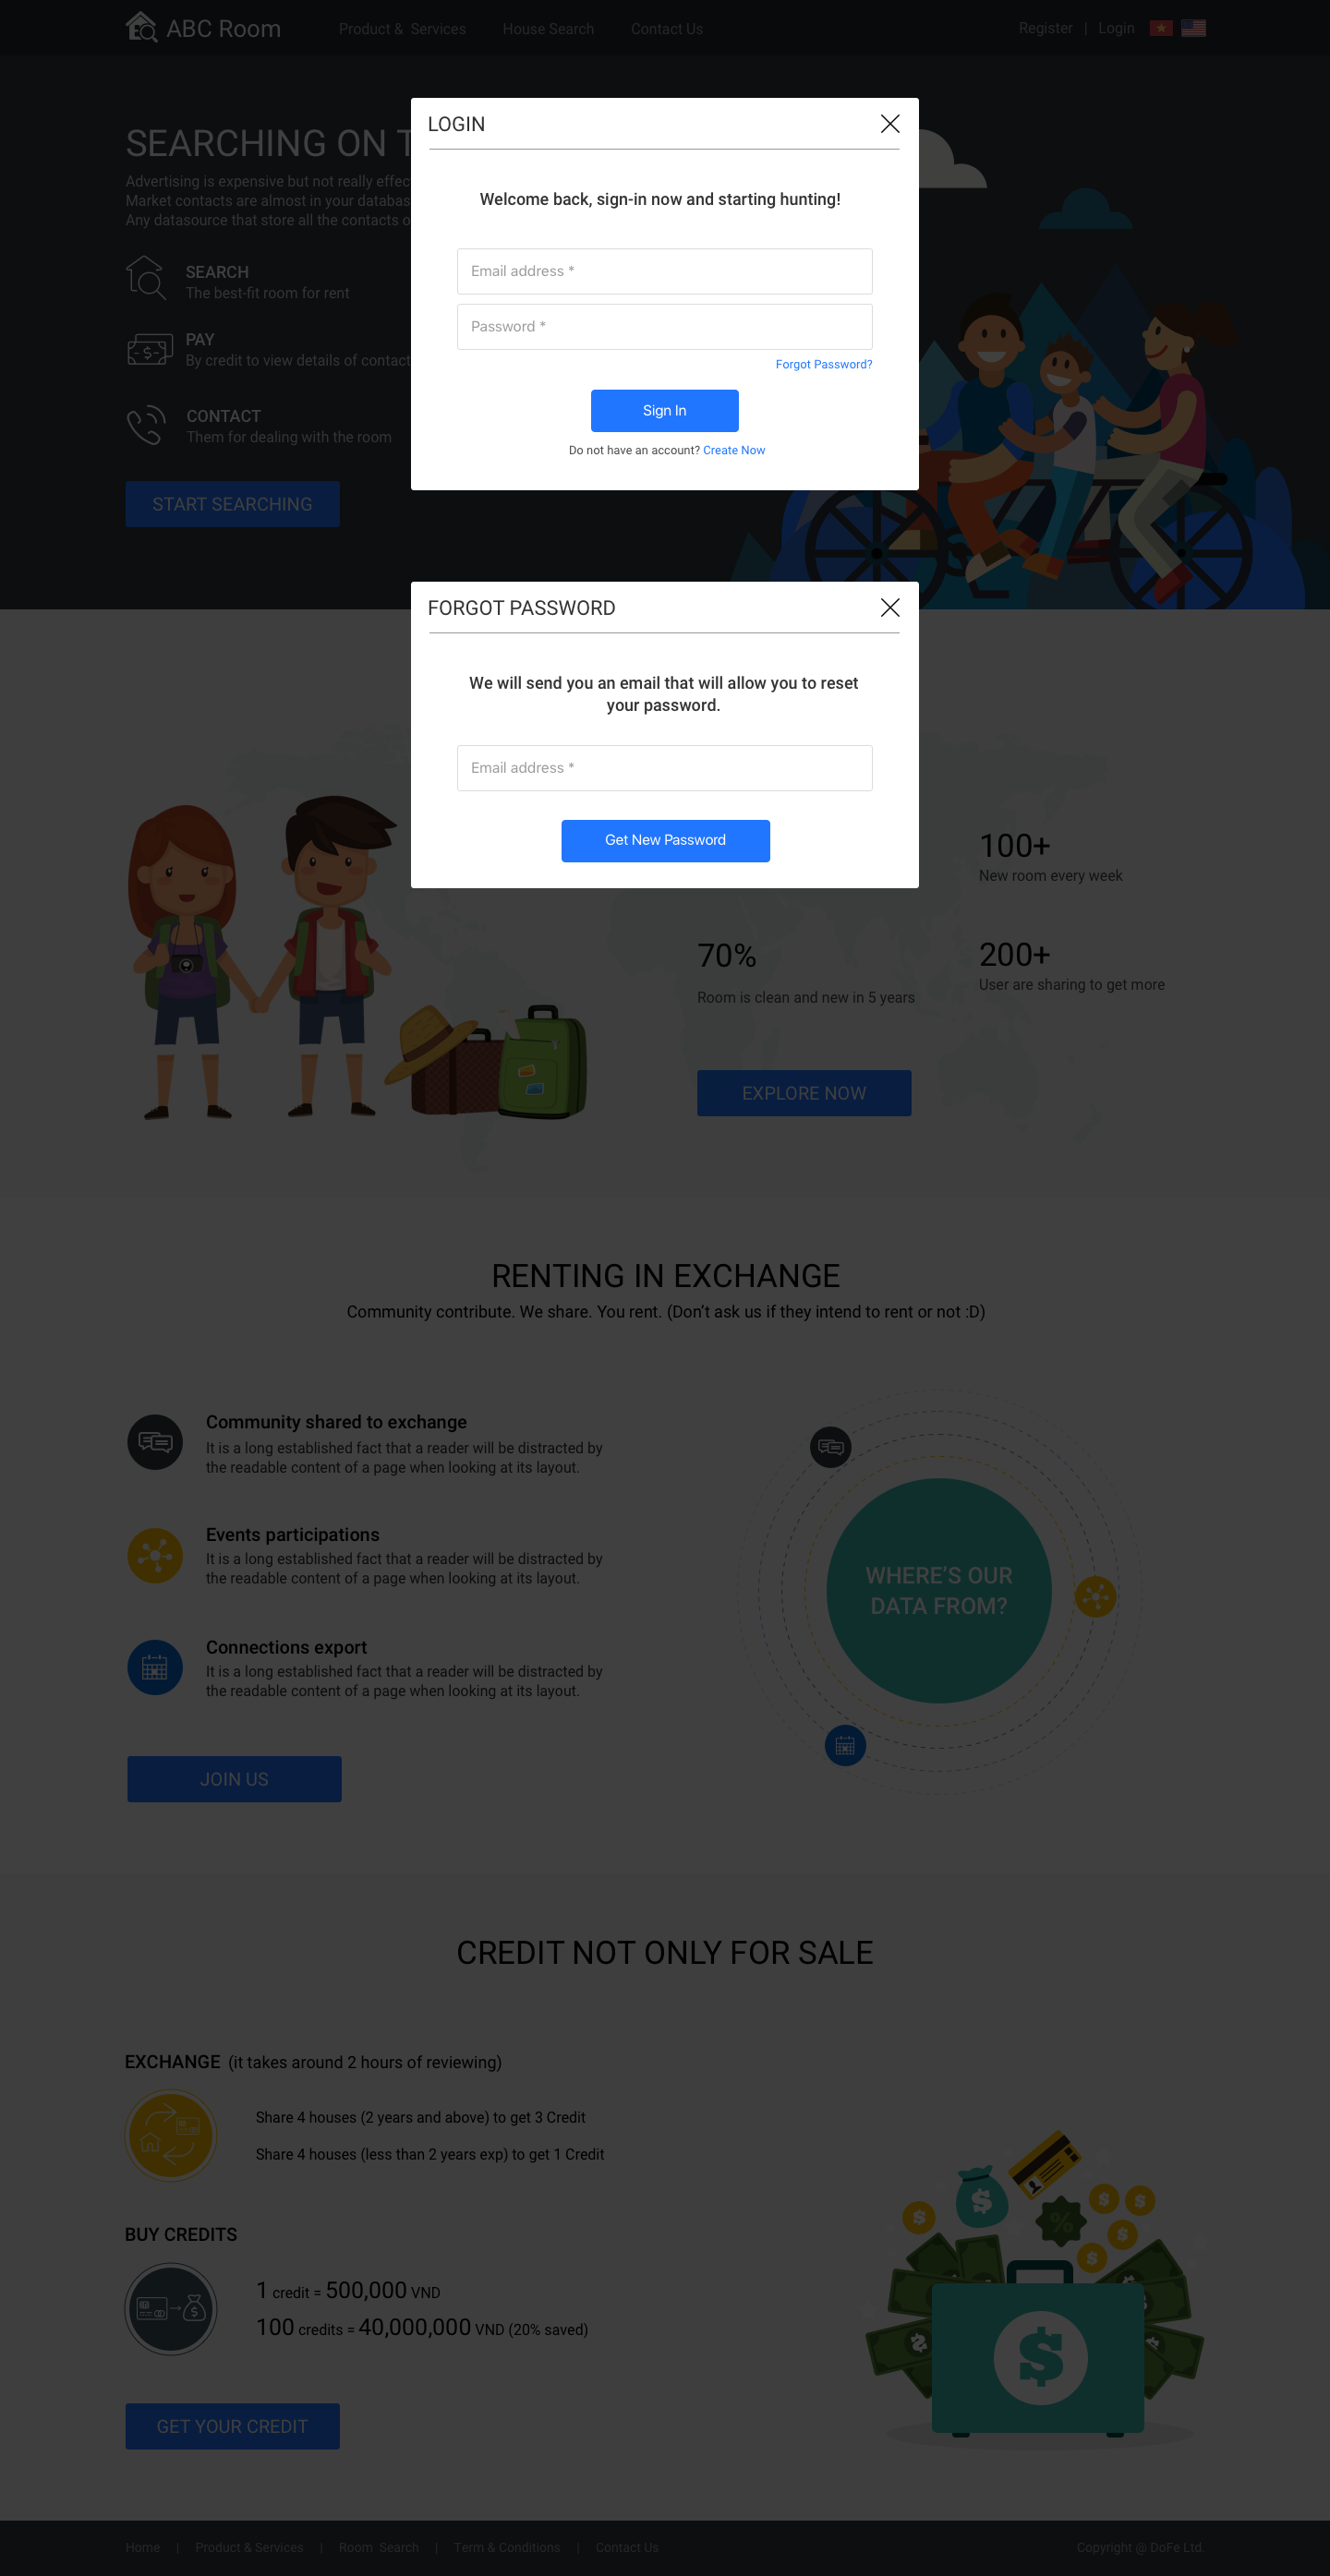 ABC Room
Product & Services
House Search
Contact Us
Register | Login
LOGIN
Welcome back, sign-in now and starting hunting!
Email address *
Password *
Forgot Password?
Sign In
Do not have an account? Create Now
SEARCHING ON
Advertising is expensive but not really
Market contacts are almost in your
Any datasource that store all the contacts
SEARCH
The best-fit room for rent
PAY
By credit to view details of contact
CONTACT
Them for dealing with the room
START SEARCHING
FORGOT PASSWORD
We will send you an email that will allow you to reset
your password.
Email address *
Get New Password
100+
New room every week
70%
Room is clean and new in 5 years
200+
User are sharing to get more
EXPLORE NOW
RENTING IN EXCHANGE
Community contribute. We share. You rent. (Don't ask us if they intend to rent or not :D)
Community shared to exchange
It is a long established fact that a reader will be distracted by
the readable content of a page when looking at its layout.
Events participations
It is a long established fact that a reader will be distracted by
the readable content of a page when looking at its layout.
Connections export
It is a long established fact that a reader will be distracted by
the readable content of a page when looking at its layout.
JOIN US
WHERE'S OUR
DATA FROM?
CREDIT NOT ONLY FOR SALE
EXCHANGE (it takes around 2 hours of reviewing)
Share 4 houses (2 years and above) to get 3 Credit
Share 4 houses (less than 2 years exp) to get 1 Credit
BUY CREDITS
1 credit = 500,000 VND
100 credits = 40,000,000 VND (20% saved)
GET YOUR CREDIT
Home | Product & Services | Room Search | Term & Conditions | Contact Us
Copyright @ DoFe Ltd.